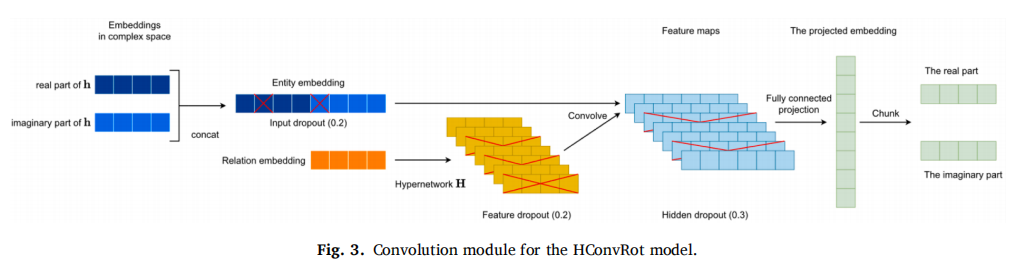 Embeddings
in complex space
real part of h
imaginary part of h
concat
Entity embedding
Input dropout (0.2)
Relation embedding
Hypernetwork H
Feature dropout (0.2)
Convolve
Feature maps
Hidden dropout (0.3)
Fully connected
projection
The projected embedding
Chunk
The real part
The imaginary part
Fig. 3. Convolution module for the HConvRot model.